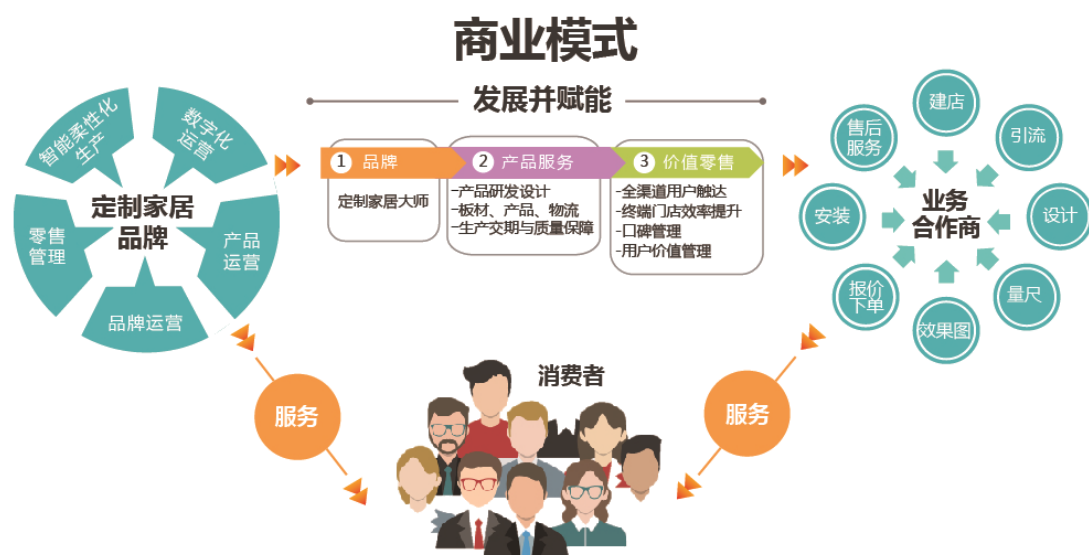 商业模式
发展并赋能
智能柔性化
生产
数字化
运营
零售
管理
产品
运营
品牌运营
定制家居
品牌
1 品牌
定制家居大师
2 产品服务
-产品研发设计
-板材、产品、物流
-生产交期与质量保障
3 价值零售
-全渠道用户触达
-终端门店效率提升
-口碑管理
-用户价值管理
建店
引流
设计
量尺
效果图
报价
下单
安装
售后
服务
业务
合作商
服务
消费者
服务